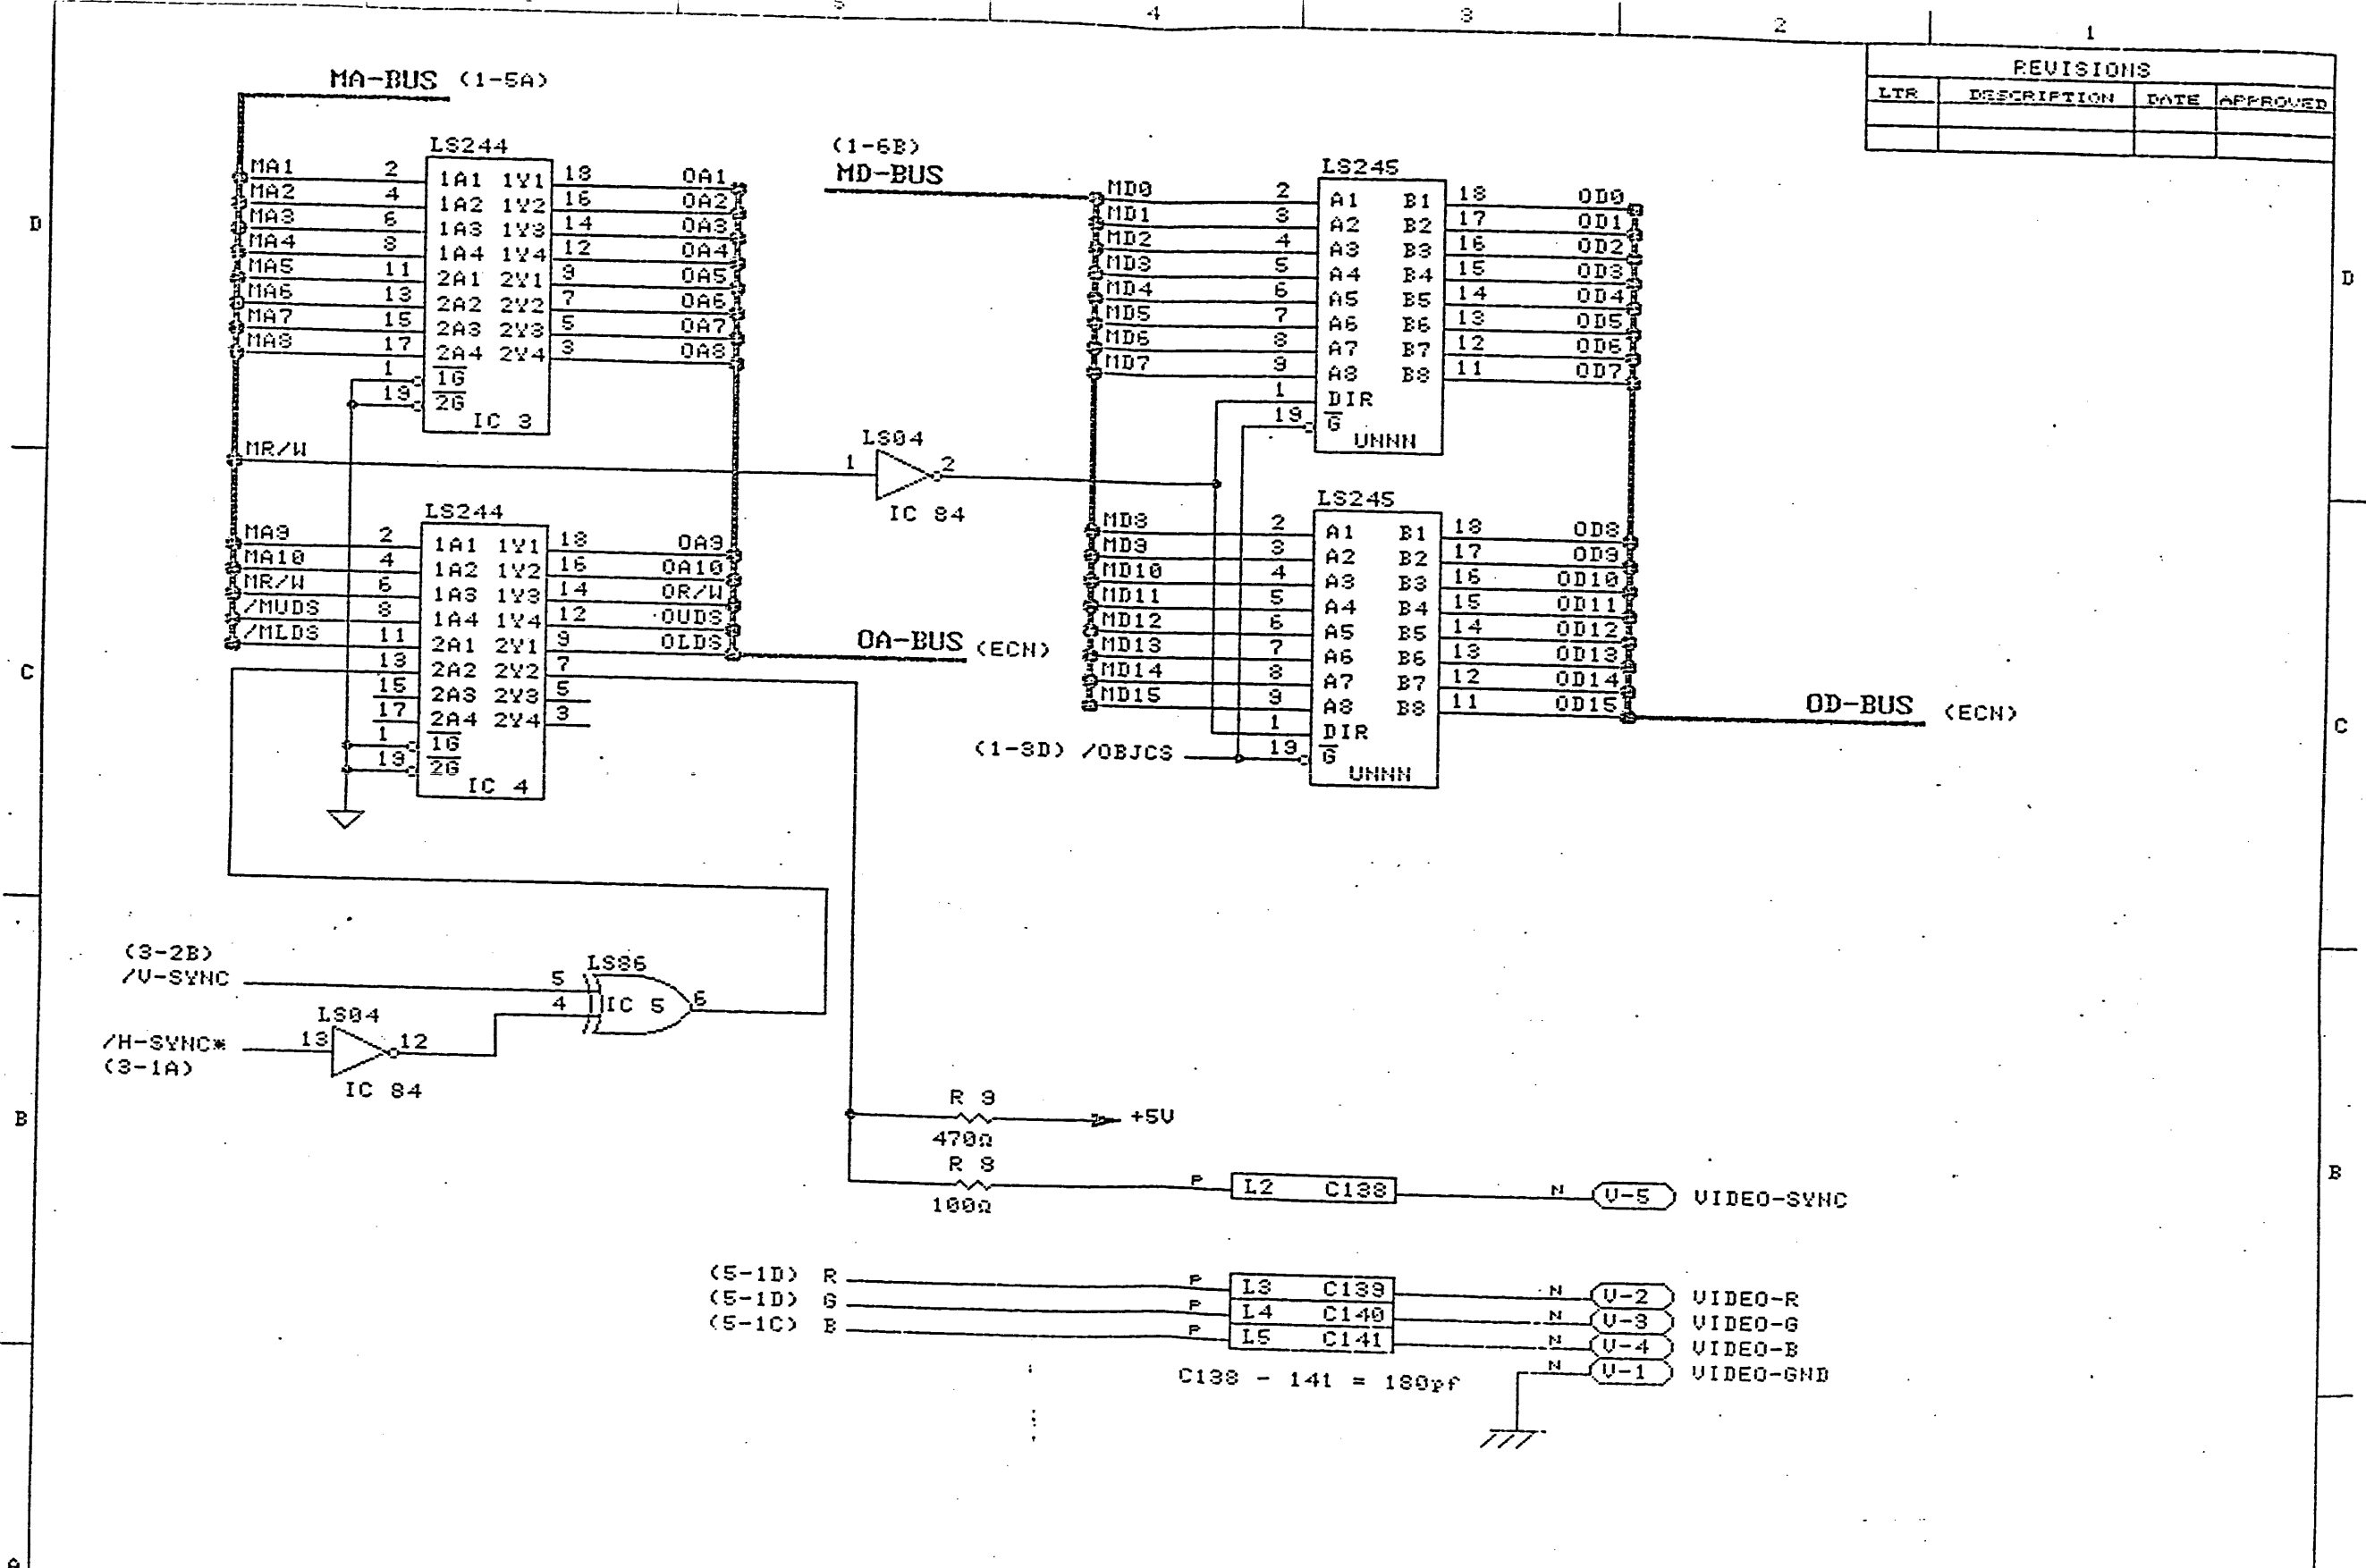 4 3 2 1
REVISIONS
LTR DESCRIPTION DATE APPROVED
MA-BUS (1-5A)
LS244
MA1 2 1A1 1Y1 18 OA1
MA2 4 1A2 1Y2 16 OA2
MA3 6 1A3 1Y3 14 OA3
MA4 8 1A4 1Y4 12 OA4
MA5 11 2A1 2Y1 9 OA5
MA6 13 2A2 2Y2 7 OA6
MA7 15 2A3 2Y3 5 OA7
MA8 17 2A4 2Y4 3 OA8
1 1G
19 2G
IC 3
(1-6B)
MD-BUS
LS245
MD0 2 A1 B1 18 OD0
MD1 3 A2 B2 17 OD1
MD2 4 A3 B3 16 OD2
MD3 5 A4 B4 15 OD3
MD4 6 A5 B5 14 OD4
MD5 7 A6 B6 13 OD5
MD6 8 A7 B7 12 OD6
MD7 9 A8 B8 11 OD7
1 DIR
19 G
UNNN
D D
MR/W
LS04
1 2
IC 84
LS244
MA9 2 1A1 1Y1 18 OA9
MA10 4 1A2 1Y2 16 OA10
MR/W 6 1A3 1Y3 14 OR/W
/MUDS 8 1A4 1Y4 12 OUDS
/MLDS 11 2A1 2Y1 9 OLDS
13 2A2 2Y2 7
15 2A3 2Y3 5
17 2A4 2Y4 3
1 1G
19 2G
IC 4
OA-BUS (ECN)
LS245
MD8 2 A1 B1 18 OD8
MD9 3 A2 B2 17 OD9
MD10 4 A3 B3 16 OD10
MD11 5 A4 B4 15 OD11
MD12 6 A5 B5 14 OD12
MD13 7 A6 B6 13 OD13
MD14 8 A7 B7 12 OD14
MD15 9 A8 B8 11 OD15
1 DIR
(1-3D) /OBJCS 19 G
UNNN
OD-BUS (ECN)
C C
(3-2B)
/V-SYNC
LS86
5
4 IC 5 6
LS04
/H-SYNC* 13 12
(3-1A)
IC 84
B B
R 9
+5V
470Ω
R 8
100Ω
P L2 C138 N V-5 VIDEO-SYNC
(5-1D) R P L3 C139 N V-2 VIDEO-R
(5-1D) G P L4 C140 N V-3 VIDEO-G
(5-1C) B P L5 C141 N V-4 VIDEO-B
N V-1 VIDEO-GND
C138 - 141 = 180pf
A